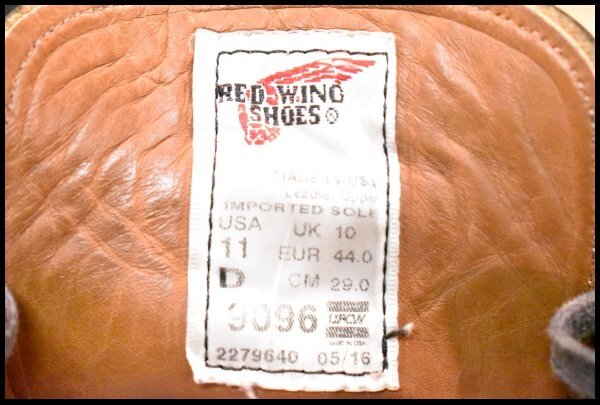 RED WING
SHOES ®
MADE IN USA
Leather Upper
IMPORTED SOLE
USA UK 10
11 EUR 44.0
D CM 29.0
9096
2279640 05/16